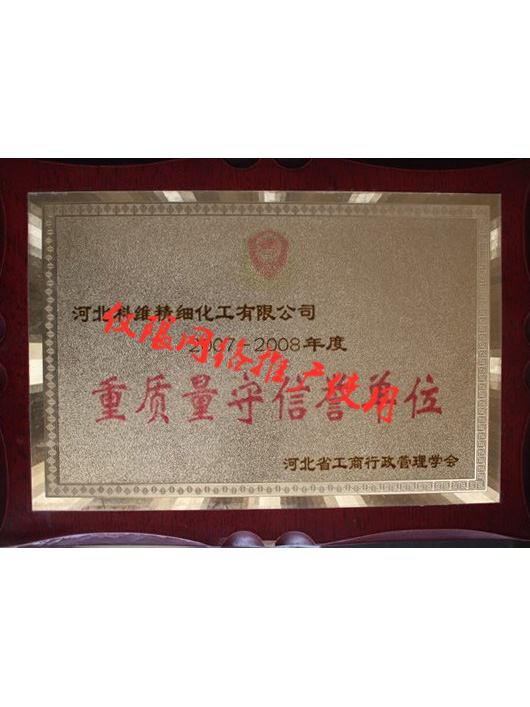 河北科维精细化工有限公司
2007-2008年度
仅限网络推广使用
重质量守信誉单位
河北省工商行政管理学会